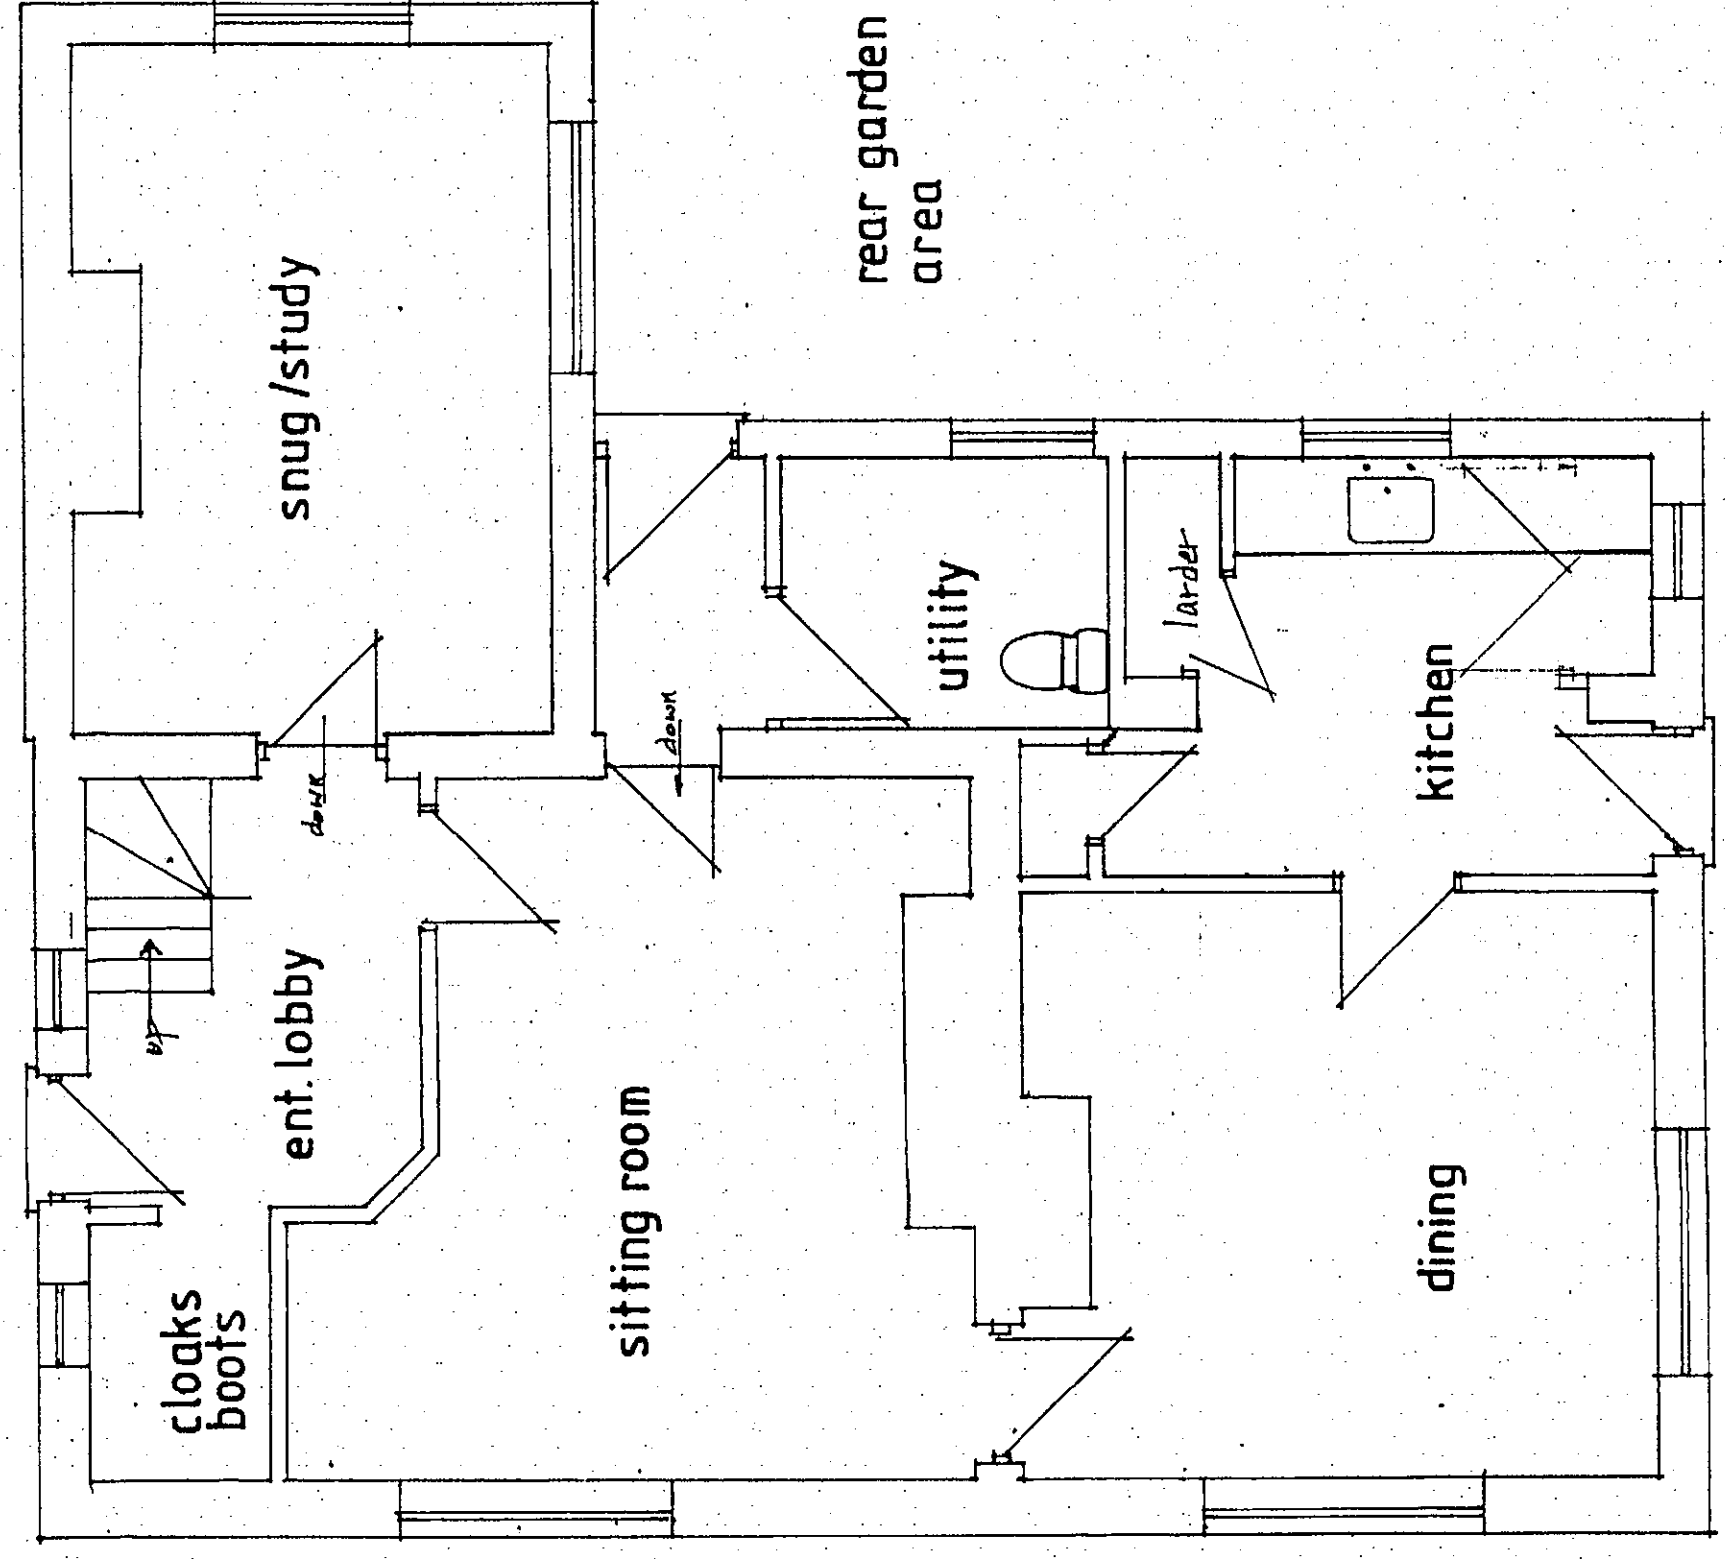 snug/study
rear garden
area
down
down
utility
larder
kitchen
up
ent. lobby
sitting room
dining
cloaks
boots